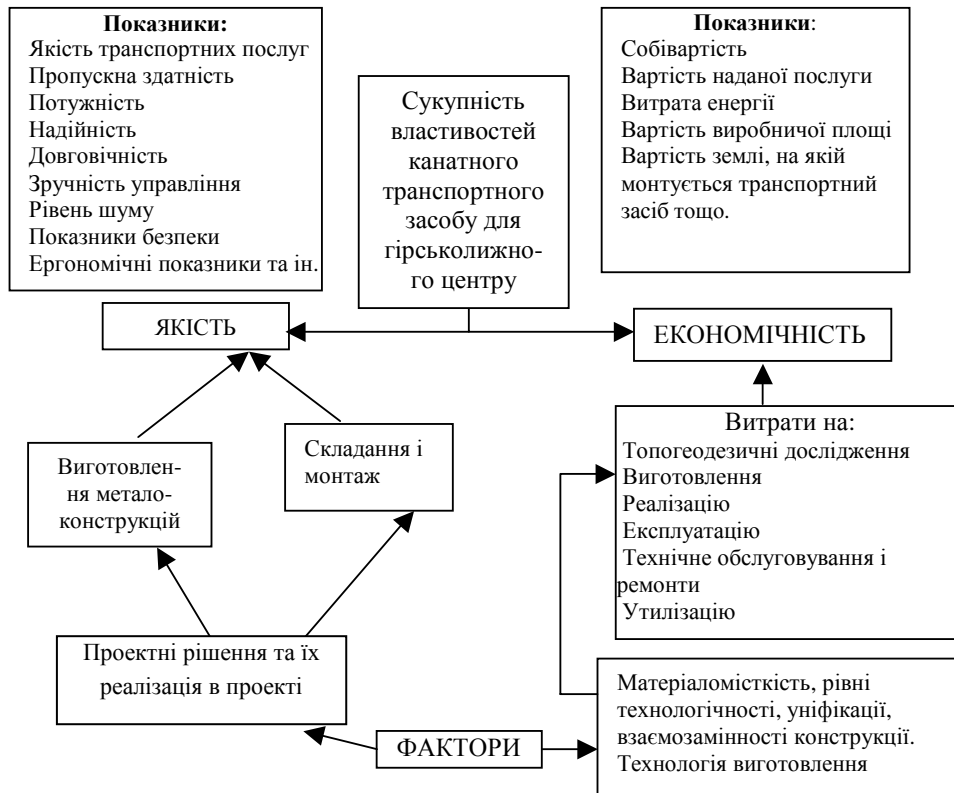 Показники:
Якість транспортних послуг
Пропускна здатність
Потужність
Надійність
Довговічність
Зручність управління
Рівень шуму
Показники безпеки
Ергономічні показники та ін.
Сукупність
властивостей
канатного
транспортного
засобу для
гірськолижно-
го центру
Показники:
Собівартість
Вартість наданої послуги
Витрата енергії
Вартість виробничої площі
Вартість землі, на якій
монтується транспортний
засіб тощо.
ЯКІСТЬ
ЕКОНОМІЧНІСТЬ
Виготовлен-
ня метало-
конструкцій
Складання і
монтаж
Витрати на:
Топогеодезичні дослідження
Виготовлення
Реалізацію
Експлуатацію
Технічне обслуговування і
ремонти
Утилізацію
Проектні рішення та їх
реалізація в проекті
ФАКТОРИ
Матеріаломісткість, рівні
технологічності, уніфікації,
взаємозамінності конструкції.
Технологія виготовлення